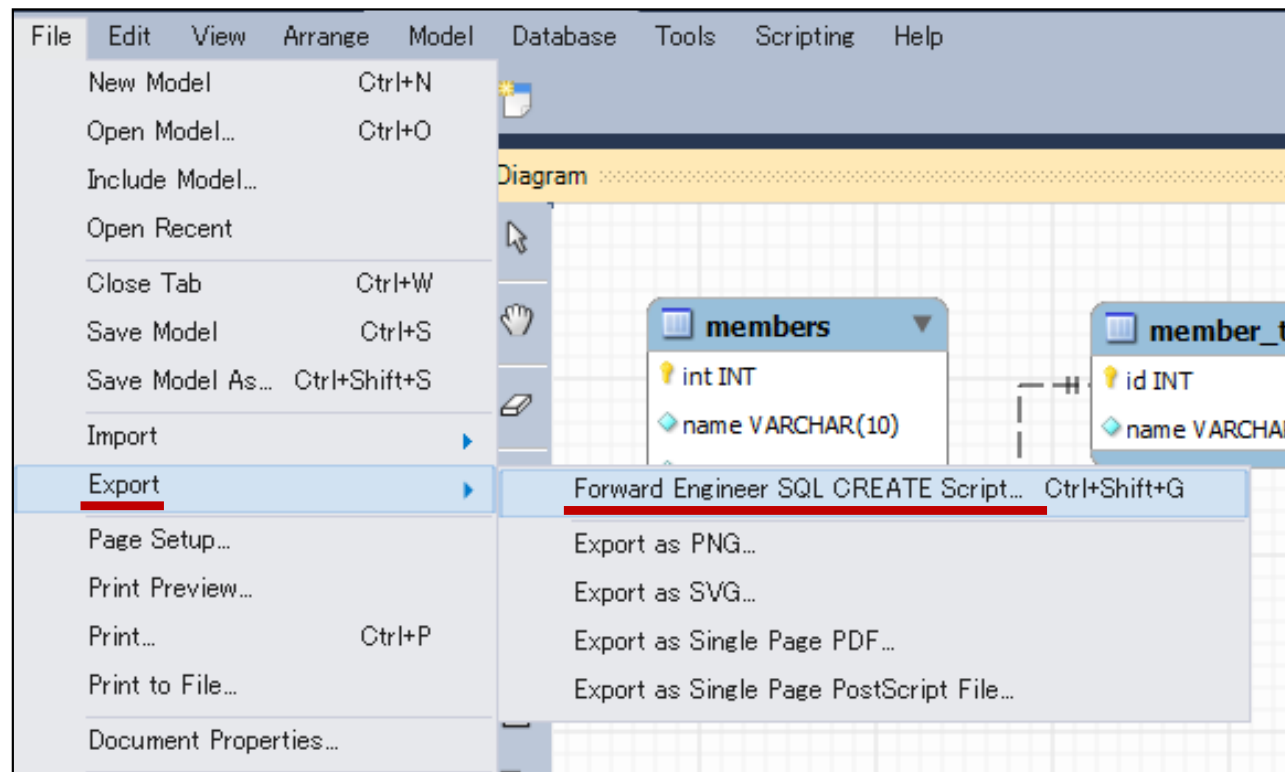 File Edit View Arrange Model Database Tools Scripting Help
New Model Ctrl+N
Open Model... Ctrl+O
Include Model...
Diagram
Open Recent
Close Tab Ctrl+W
Save Model Ctrl+S
members
member_t
Save Model As... Ctrl+Shift+S
int INT
id INT
name VARCHAR(10)
name VARCHAR
Import
Export
Forward Engineer SQL CREATE Script... Ctrl+Shift+G
Page Setup...
Export as PNG...
Print Preview...
Export as SVG...
Print... Ctrl+P
Export as Single Page PDF...
Print to File...
Export as Single Page PostScript File...
Document Properties...